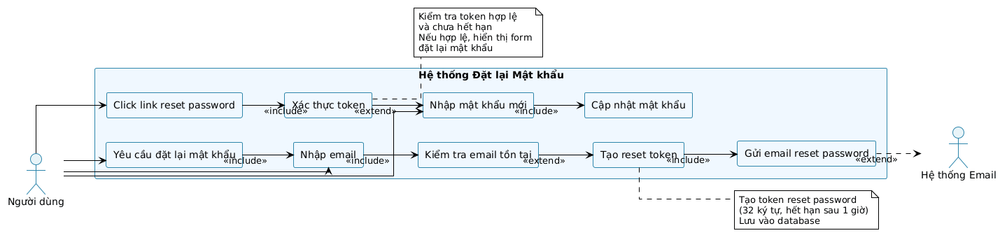 Kiểm tra token hợp lệ
và chưa hết hạn
Nếu hợp lệ, hiển thị form
đặt lại mật khẩu
Hệ thống Đặt lại Mật khẩu
Click link reset password
«include»
Xác thực token
«extend»
Nhập mật khẩu mới
«include»
Cập nhật mật khẩu
Yêu cầu đặt lại mật khẩu
«include»
Nhập email
«include»
Kiểm tra email tồn tại
«extend»
Tạo reset token
«include»
Gửi email reset password
«extend»
Hệ thống Email
Người dùng
Tạo token reset password
(32 ký tự, hết hạn sau 1 giờ)
Lưu vào database